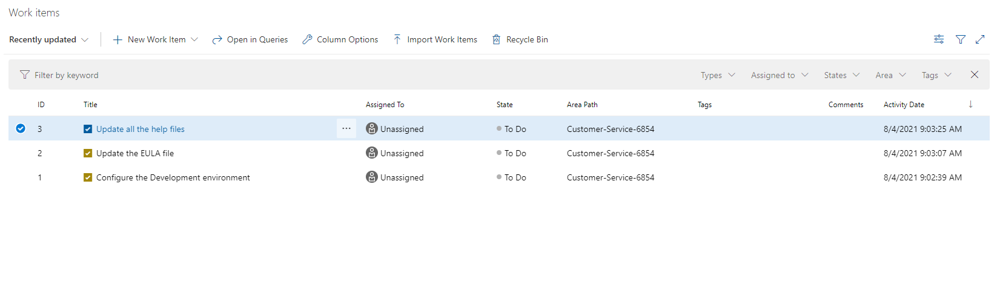 Work items
Recently updated New Work Item Open in Queries Column Options Import Work Items Recycle Bin
Filter by keyword Types Assigned to States Area Tags
ID Title Assigned To State Area Path Tags Comments Activity Date
3 Update all the help files ... Unassigned To Do Customer-Service-6854 8/4/2021 9:03:25 AM
2 Update the EULA file Unassigned To Do Customer-Service-6854 8/4/2021 9:03:07 AM
1 Configure the Development environment Unassigned To Do Customer-Service-6854 8/4/2021 9:02:39 AM